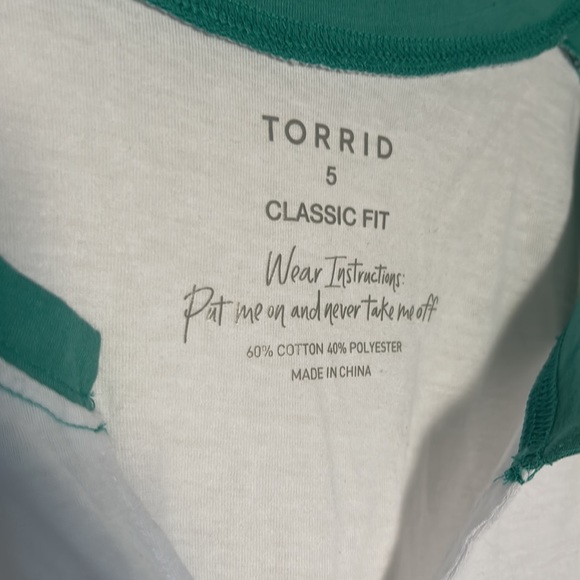 TORRID
5
CLASSIC FIT
Wear Instructions:
Put me on and never take me off
60% COTTON 40% POLYESTER
MADE IN CHINA